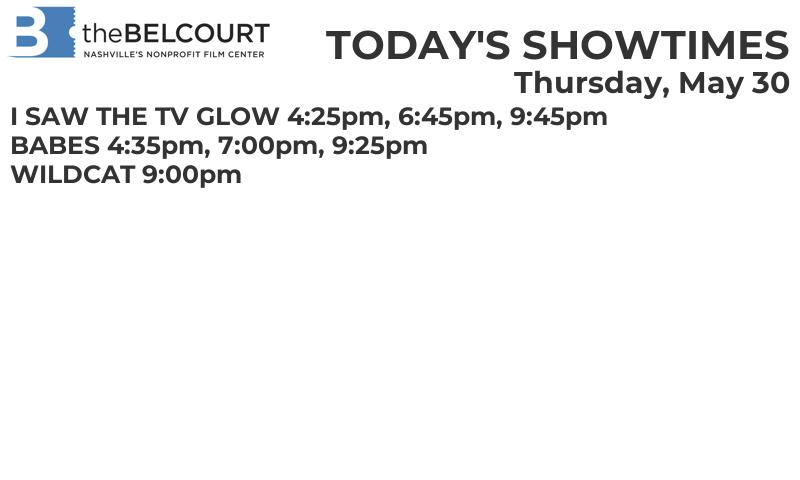 B theBELCOURT
NASHVILLE'S NONPROFIT FILM CENTER
TODAY'S SHOWTIMES
Thursday, May 30
I SAW THE TV GLOW 4:25pm, 6:45pm, 9:45pm
BABES 4:35pm, 7:00pm, 9:25pm
WILDCAT 9:00pm